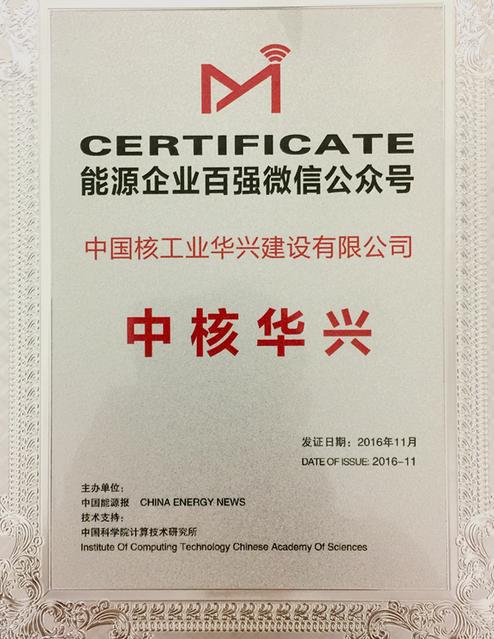 CERTIFICATE
能源企业百强微信公众号
中国核工业华兴建设有限公司
中核华兴
发证日期：2016年11月
DATE OF ISSUE: 2016-11
主办单位：
中国能源报 CHINA ENERGY NEWS
技术支持：
中国科学院计算技术研究所
Institute Of Computing Technology Chinese Academy Of Sciences